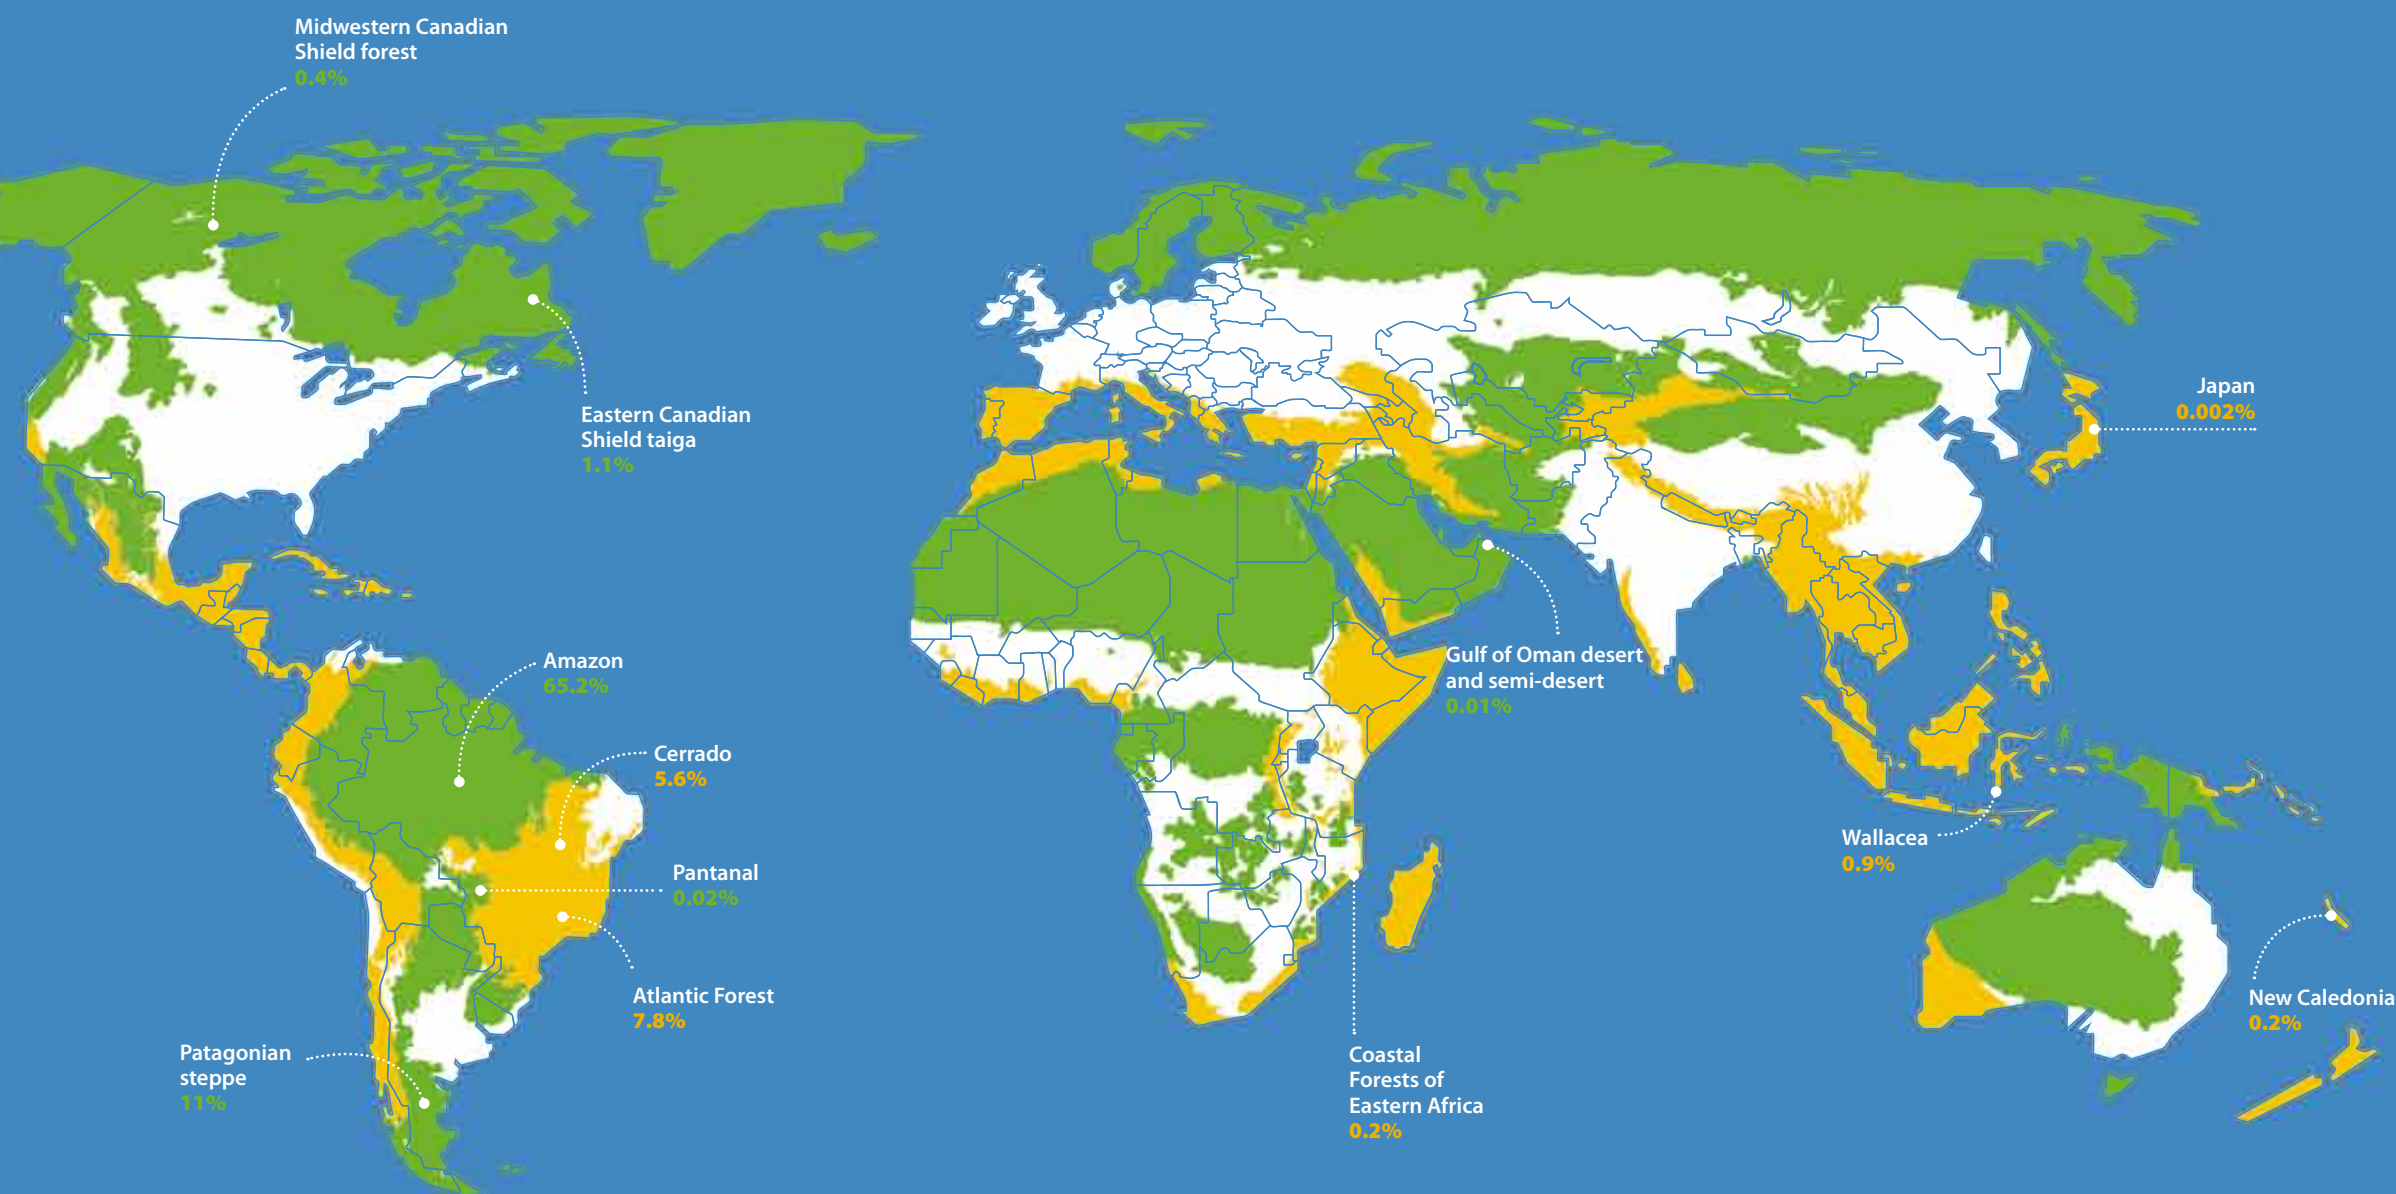 Midwestern Canadian
Shield forest
0.4%
Eastern Canadian
Shield taiga
1.1%
Japan
0.002%
Amazon
65.2%
Gulf of Oman desert
and semi-desert
0.01%
Cerrado
5.6%
Wallacea
0.9%
Pantanal
0.02%
Atlantic Forest
7.8%
New Caledonia
0.2%
Patagonian
steppe
11%
Coastal
Forests of
Eastern Africa
0.2%